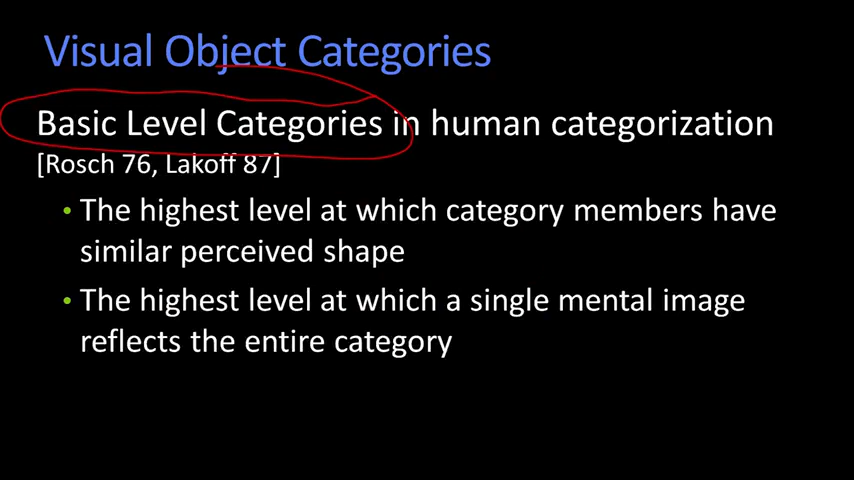 Visual Object Categories
Basic Level Categories in human categorization
[Rosch 76, Lakoff 87]
• The highest level at which category members have
similar perceived shape
• The highest level at which a single mental image
reflects the entire category